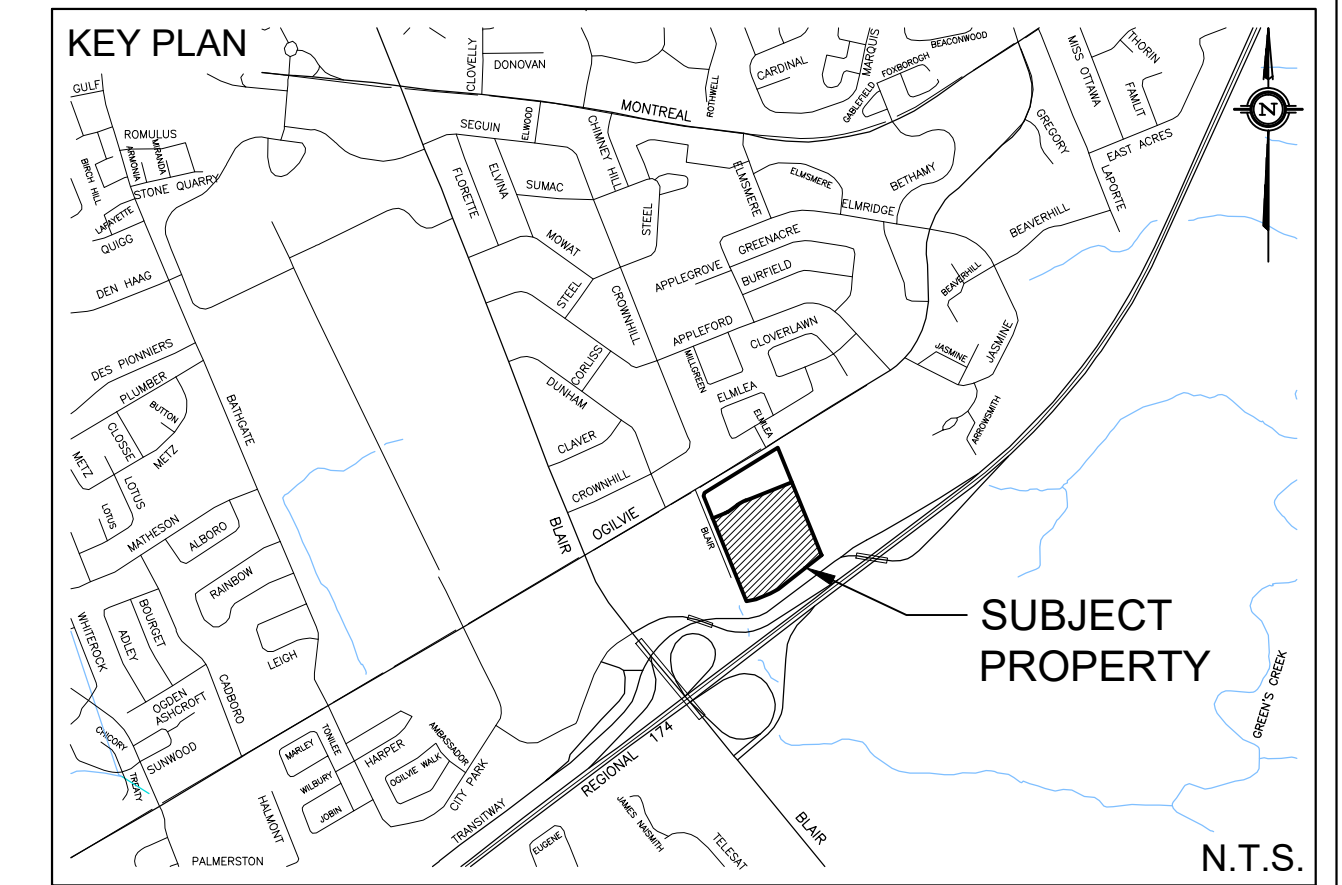 KEY PLAN
GULF
CLOVELLY
DONOVAN
CARDINAL
MARQUIS
BEACONWOOD
FOXBOROGH
GABLEFIELD
MISS OTTAWA
THORIN
FAMLIT
ROTHWELL
MONTREAL
N
ROMULUS
ARMONIA
MIRANDA
BIRCH HILL
STONE QUARRY
LAFAYETTE
QUIGG
SEGUIN
ELWOOD
CHIMNEY HILL
GREGORY
EAST ACRES
LAPORTE
FLORETTE
ELVINA
SUMAC
STEEL
ELMSMERE
ELMSMERE
BETHAMY
ELMRIDGE
BEAVERHILL
DEN HAAG
MOWAT
STEEL
CROWNHILL
GREENACRE
APPLEGROVE
BURFIELD
BEAVERHILL
APPLEFORD
CLOVERLAWN
JASMINE
JASMINE
DES PIONNIERS
PLUMBER
BUTTON
BATHGATE
CLOSSE
METZ
METZ
CORLISS
DUNHAM
MILLGREEN
ELMLEA
ELMLEA
ARROWSMITH
CLAVER
CROWNHILL
LOTUS
LOTUS
MATHESON
ALBORO
BLAIR
OGILVIE
BLAIR
RAINBOW
WHITEROCK
ADLEY
BOURGET
LEIGH
SUBJECT
PROPERTY
OGDEN
ASHCROFT
CADBORO
GREEN'S CREEK
CHICORY
SUNWOOD
TREATY
MARLEY
TONILEE
HARPER
AMBASSADOR
OGILVIE WALK
WILBURY
JOBIN
CITY PARK
HALMONT
PALMERSTON
TRANSITWAY
REGIONAL 174
EUGENE
JAMES NAISMITH
TELESAT
BLAIR
N.T.S.